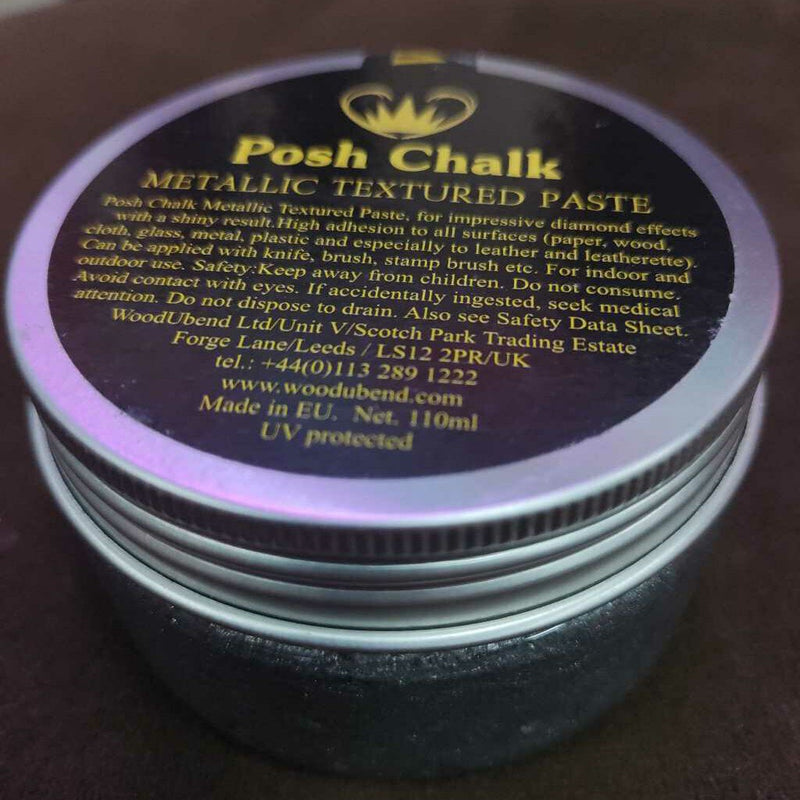 Posh Chalk
METALLIC TEXTURED PASTE
Posh Chalk Metallic Textured Paste, for impressive diamond effects
with a shiny result.High adhesion to all surfaces (paper, wood,
cloth, glass, metal, plastic and especially to leather and leatherette).
Can be applied with knife, brush, stamp brush etc. For indoor and
outdoor use. Safety:Keep away from children. Do not consume.
Avoid contact with eyes. If accidentally ingested, seek medical
attention. Do not dispose to drain. Also see Safety Data Sheet.
WoodUbend Ltd/Unit V/Scotch Park Trading Estate
Forge Lane/Leeds / LS12 2PR/UK
tel.: +44(0)113 289 1222
www.woodubend.com
Made in EU. Net. 110ml
UV protected